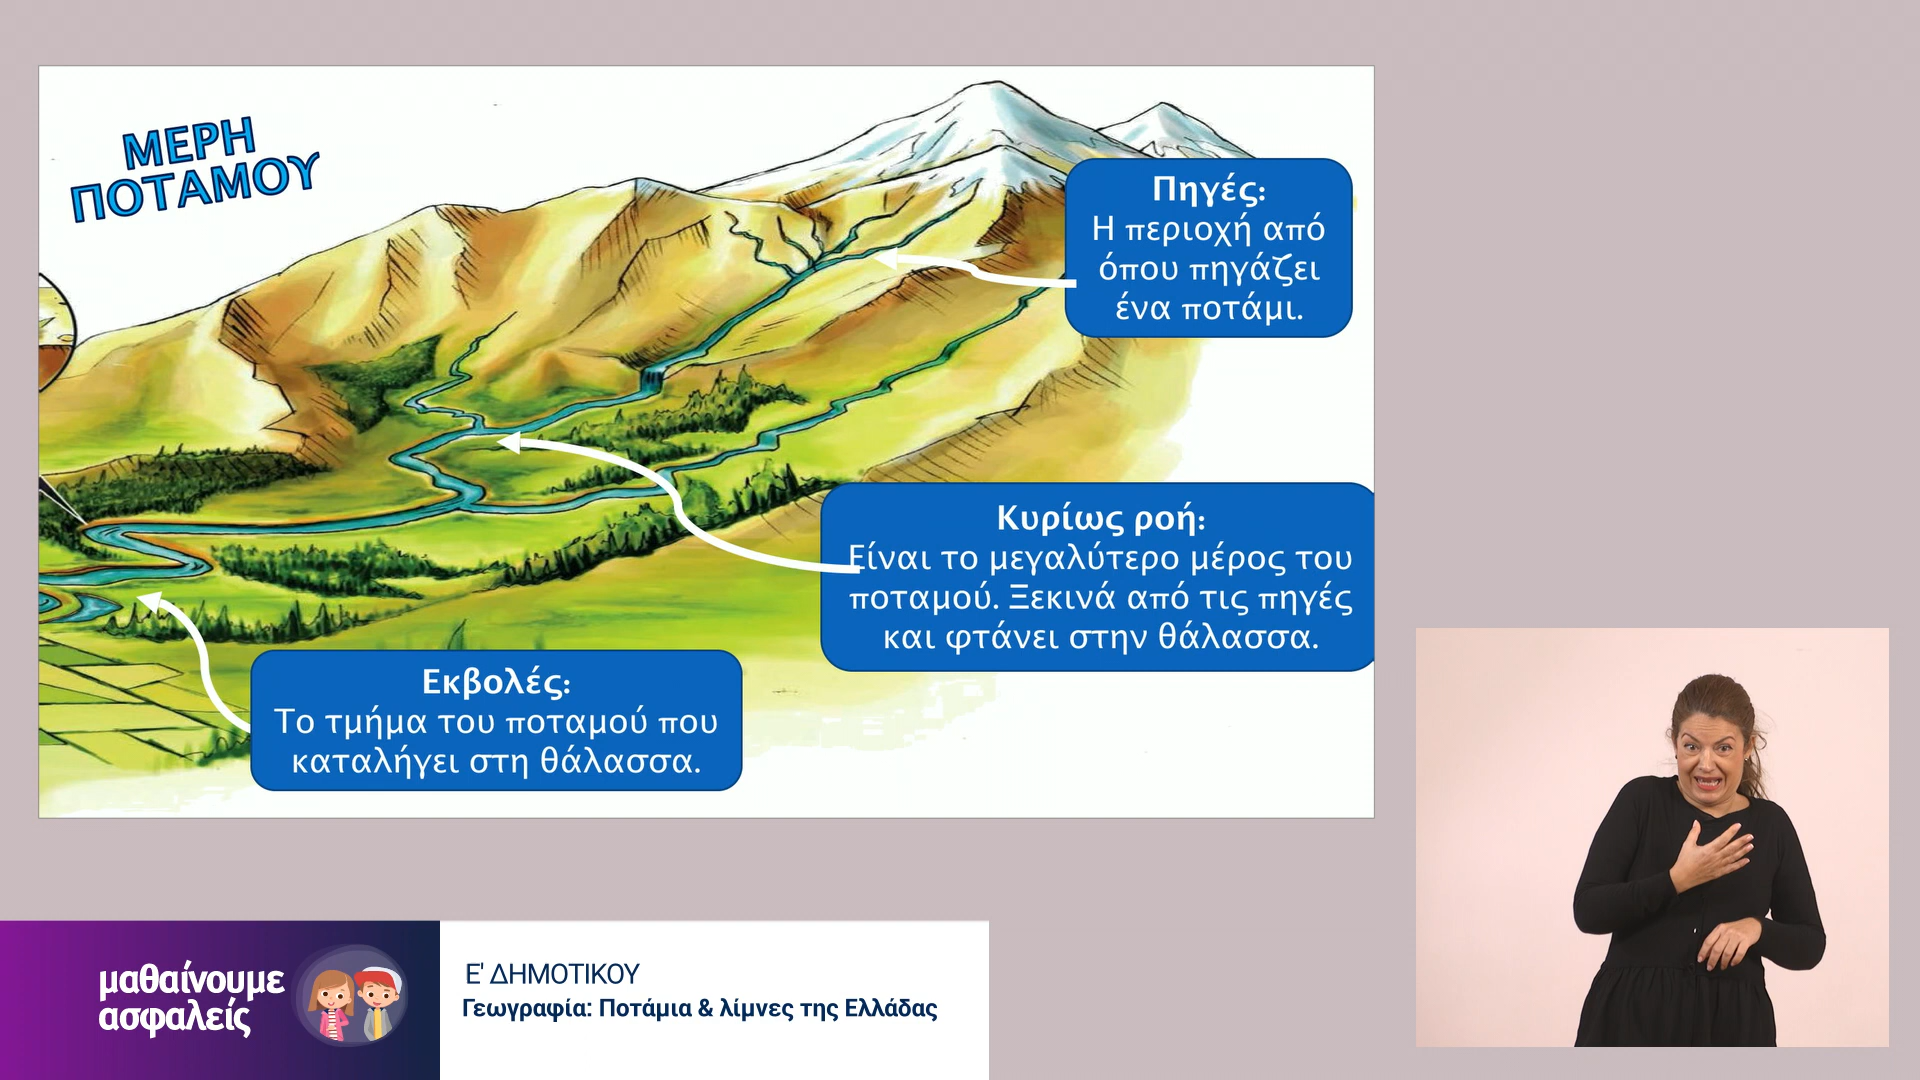 ΜΕΡΗ
ΠΟΤΑΜΟΥ
Πηγές:
Η περιοχή από
όπου πηγάζει
ένα ποτάμι.
Κυρίως ροή:
Είναι το μεγαλύτερο μέρος του
ποταμού. Ξεκινά από τις πηγές
και φτάνει στην θάλασσα.
Εκβολές:
Το τμήμα του ποταμού που
καταλήγει στη θάλασσα.
μαθαίνουμε
ασφαλείς
Ε' ΔΗΜΟΤΙΚΟΥ
Γεωγραφία: Ποτάμια & λίμνες της Ελλάδας